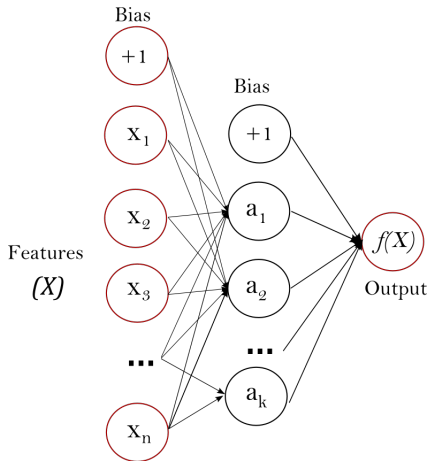 Bias
+1
x1
x2
x3
...
xn
Features
(X)
Bias
+1
a1
a2
...
ak
f(X)
Output